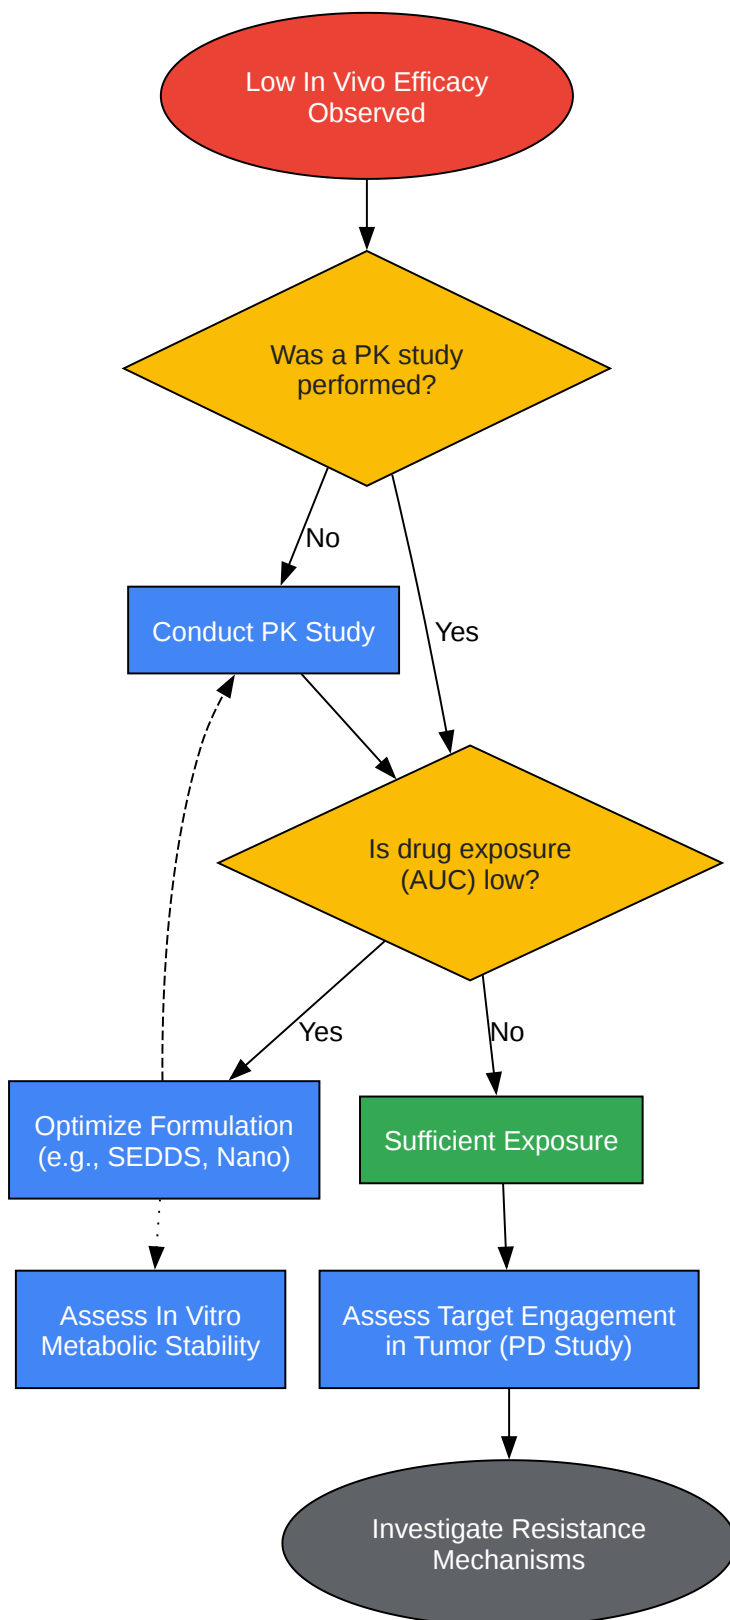 Low In Vivo Efficacy
Observed
Was a PK study
performed?
No
Yes
Conduct PK Study
Is drug exposure
(AUC) low?
Yes
No
Optimize Formulation
(e.g., SEDDS, Nano)
Sufficient Exposure
Assess In Vitro
Metabolic Stability
Assess Target Engagement
in Tumor (PD Study)
Investigate Resistance
Mechanisms